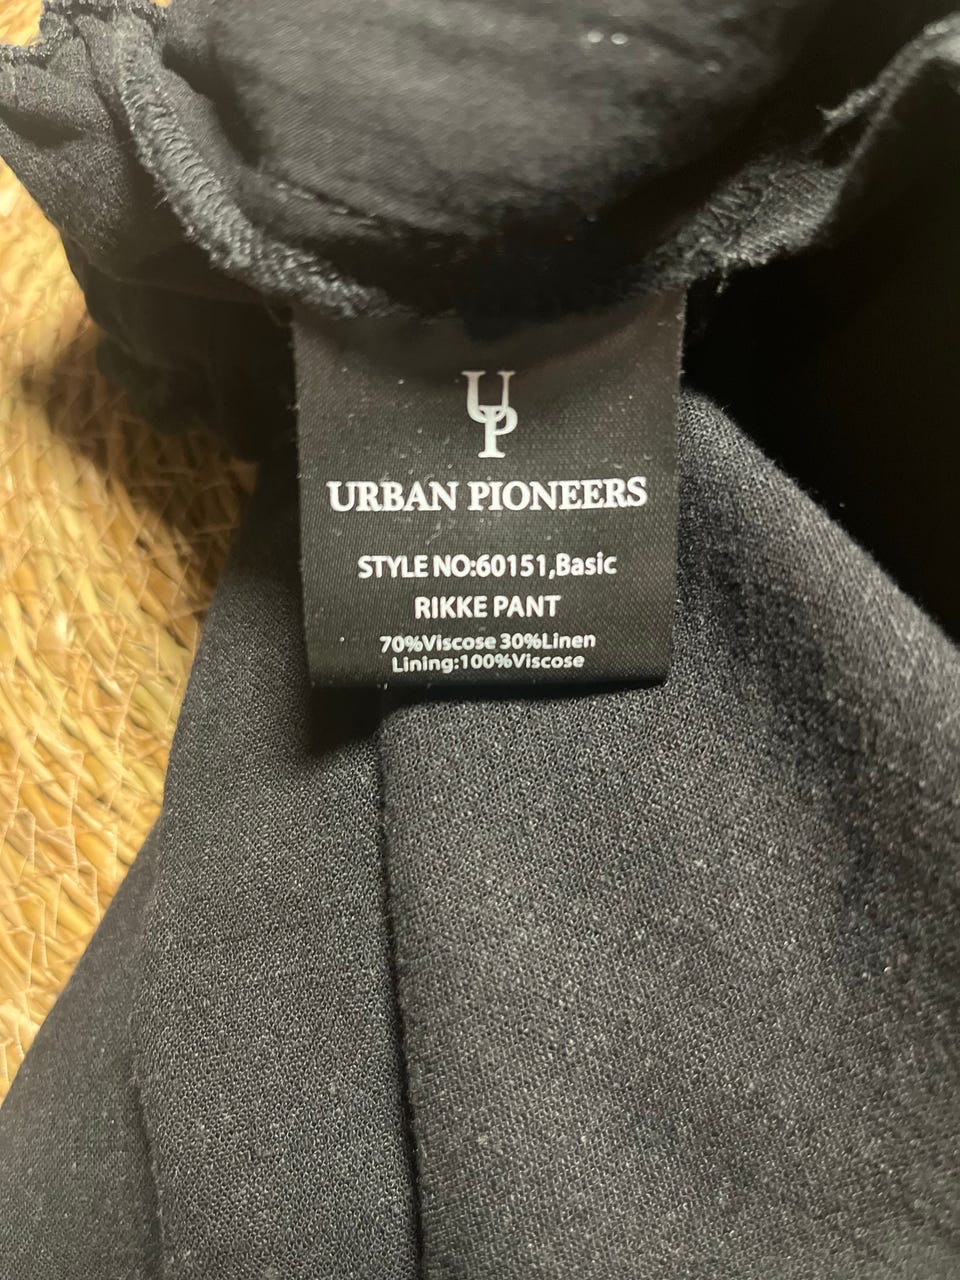 UP
URBAN PIONEERS
STYLE NO:60151,Basic
RIKKE PANT
70%Viscose 30%Linen
Lining:100%Viscose